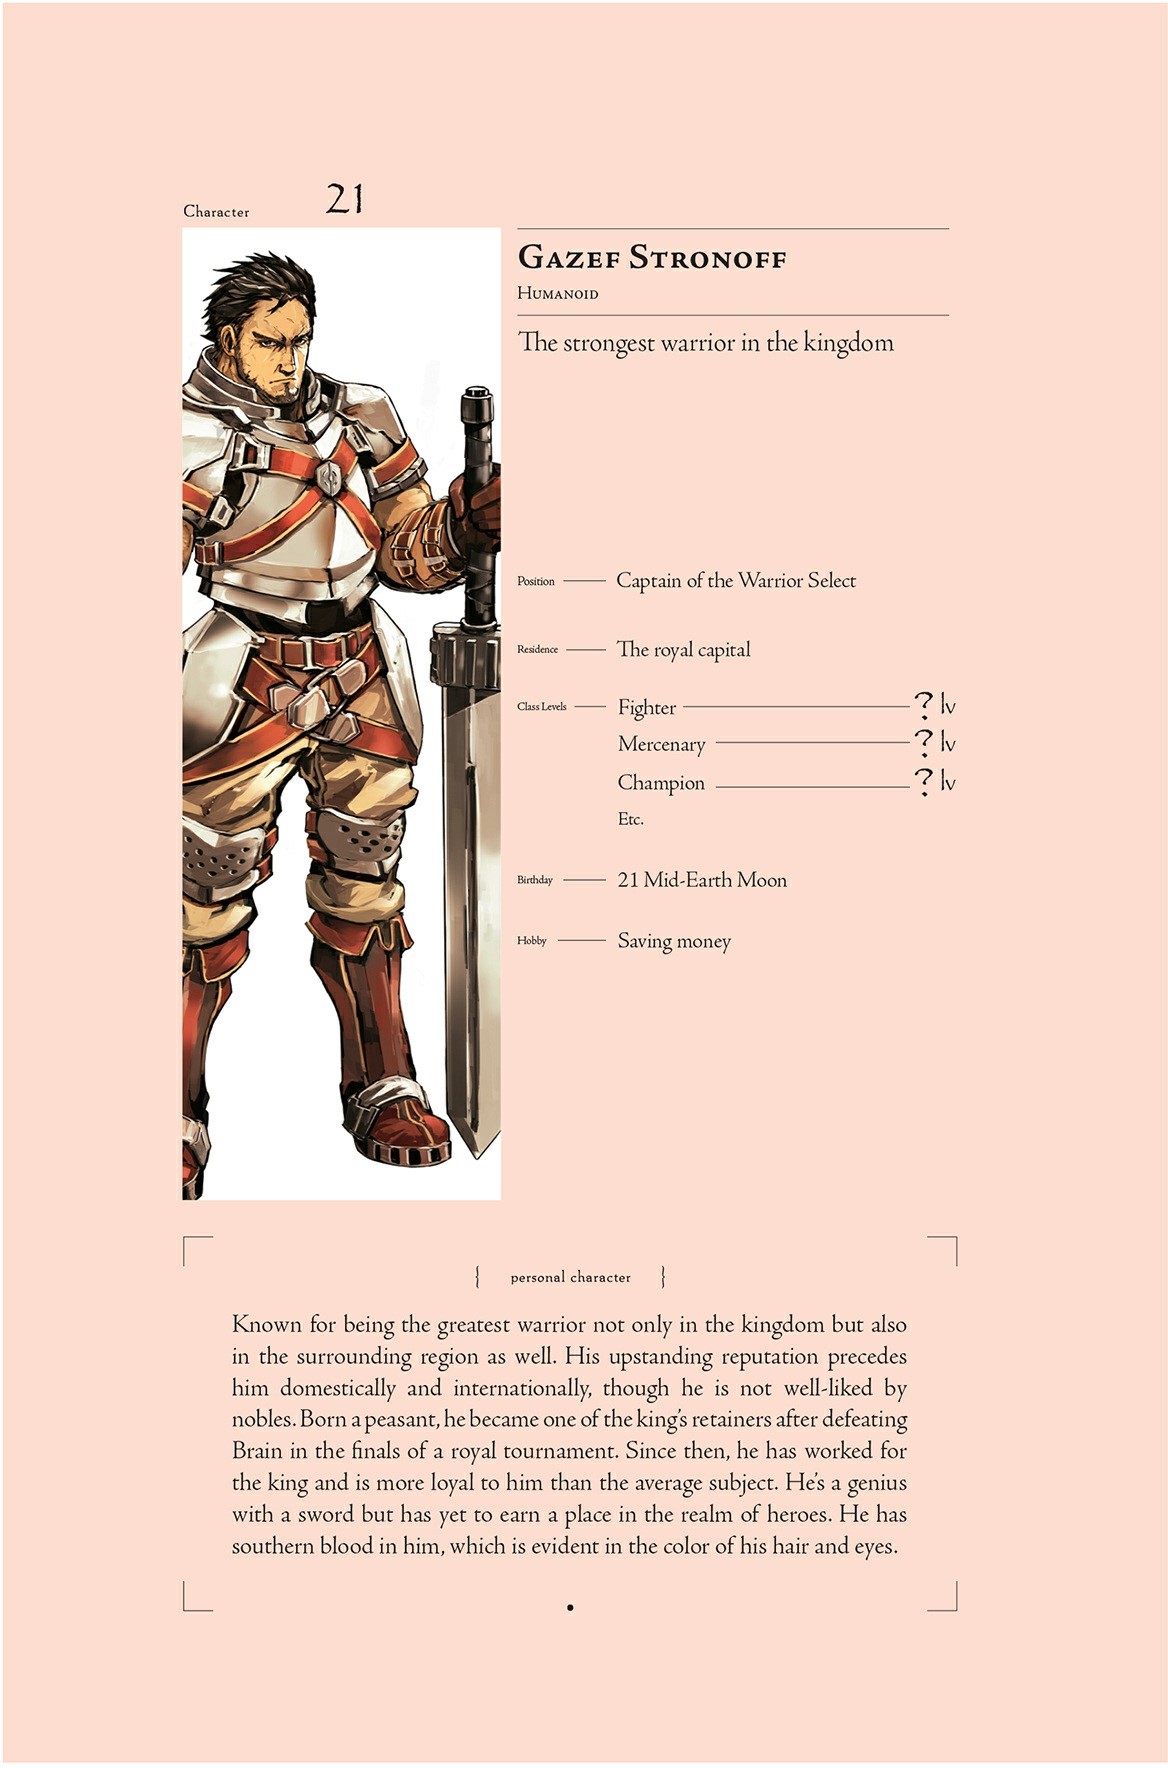 Character 21
Gazef Stronoff
Humanoid
The strongest warrior in the kingdom
Position Captain of the Warrior Select
Residence The royal capital
Class Levels Fighter ? lv
Mercenary ? lv
Champion ? lv
Etc.
Birthday 21 Mid-Earth Moon
Hobby Saving money
{ personal character }
Known for being the greatest warrior not only in the kingdom but also
in the surrounding region as well. His upstanding reputation precedes
him domestically and internationally, though he is not well-liked by
nobles. Born a peasant, he became one of the king's retainers after defeating
Brain in the finals of a royal tournament. Since then, he has worked for
the king and is more loyal to him than the average subject. He's a genius
with a sword but has yet to earn a place in the realm of heroes. He has
southern blood in him, which is evident in the color of his hair and eyes.